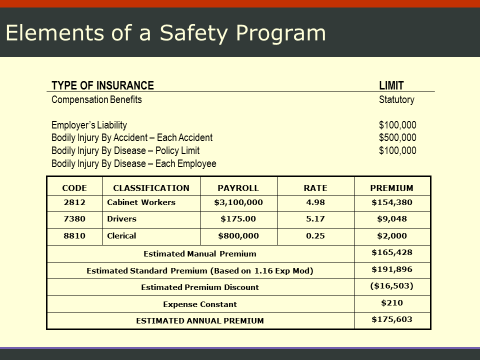 Elements of a Safety Program
TYPE OF INSURANCE LIMIT
Compensation Benefits Statutory
Employer's Liability $100,000
Bodily Injury By Accident – Each Accident $500,000
Bodily Injury By Disease – Policy Limit $100,000
Bodily Injury By Disease – Each Employee
CODE CLASSIFICATION PAYROLL RATE PREMIUM
2812 Cabinet Workers $3,100,000 4.98 $154,380
7380 Drivers $175.00 5.17 $9,048
8810 Clerical $800,000 0.25 $2,000
Estimated Manual Premium $165,428
Estimated Standard Premium (Based on 1.16 Exp Mod) $191,896
Estimated Premium Discount ($16,503)
Expense Constant $210
ESTIMATED ANNUAL PREMIUM $175,603